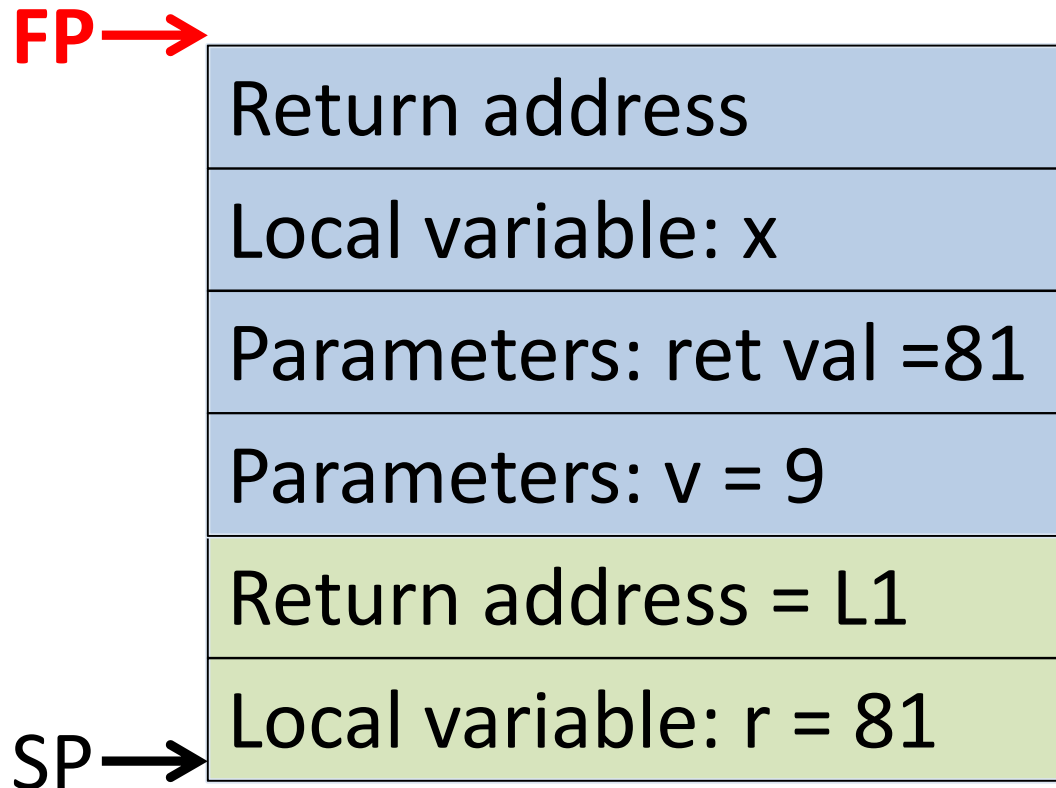 FP
Return address
Local variable: x
Parameters: ret val =81
Parameters: v = 9
Return address = L1
Local variable: r = 81
SP